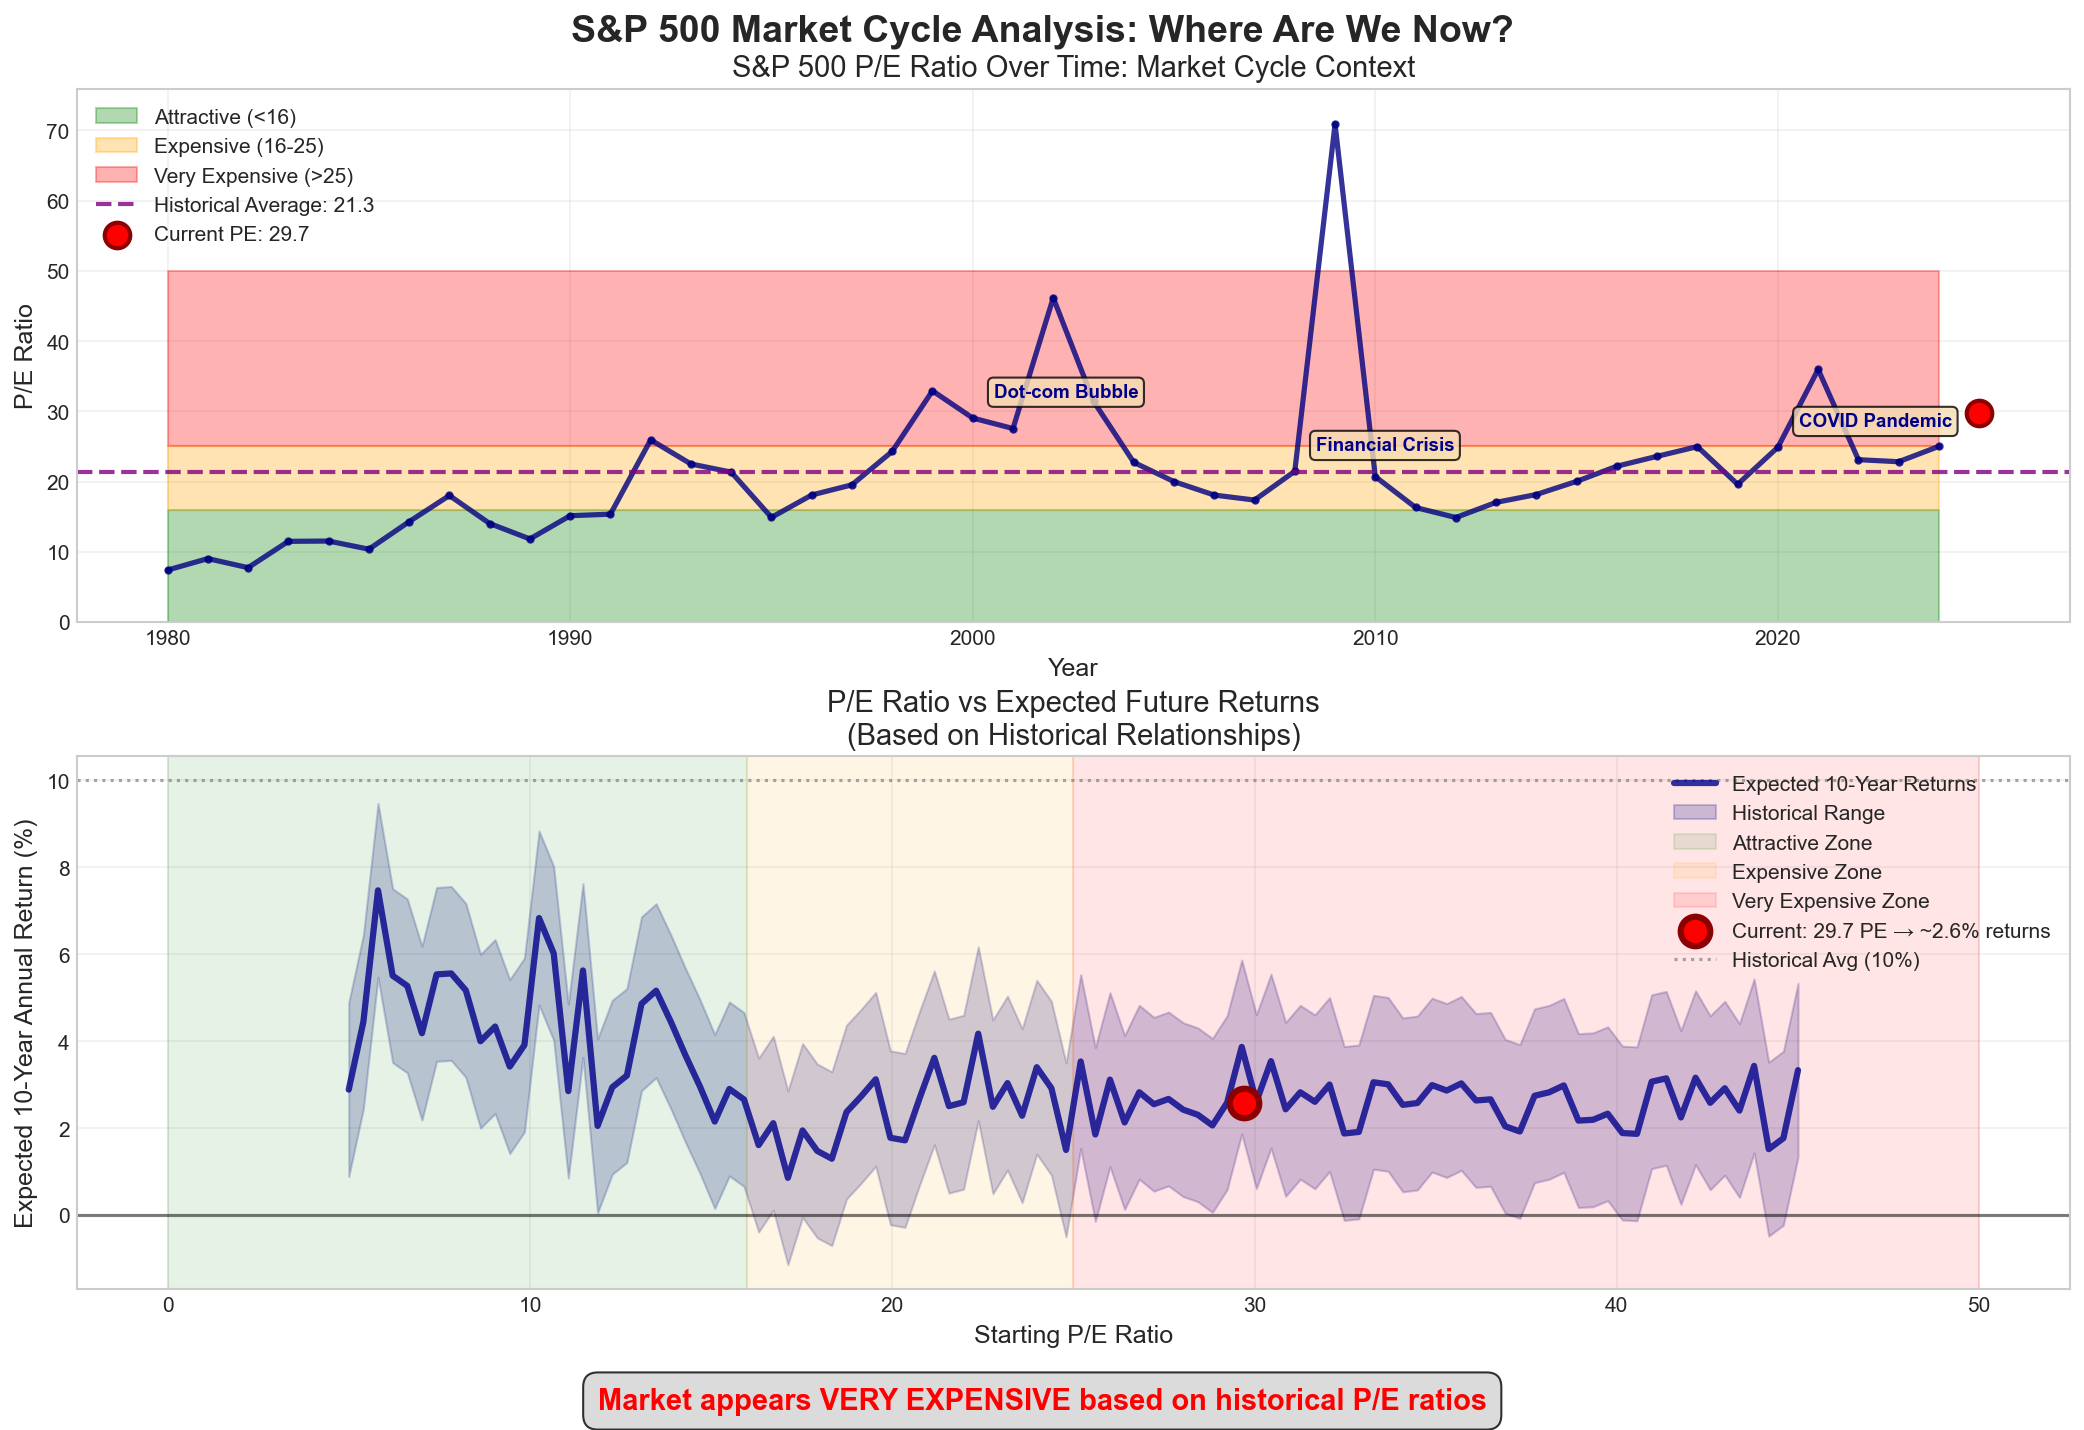 S&P 500 Market Cycle Analysis: Where Are We Now?
S&P 500 P/E Ratio Over Time: Market Cycle Context
Attractive (<16)
Expensive (16-25)
Very Expensive (>25)
Historical Average: 21.3
Current PE: 29.7
P/E Ratio
70
60
50
40
30
20
10
0
Dot-com Bubble
Financial Crisis
COVID Pandemic
1980
1990
2000
2010
2020
Year
P/E Ratio vs Expected Future Returns
(Based on Historical Relationships)
Expected 10-Year Returns
Historical Range
Attractive Zone
Expensive Zone
Very Expensive Zone
Current: 29.7 PE → ~2.6% returns
Historical Avg (10%)
Expected 10-Year Annual Return (%)
10
8
6
4
2
0
0
10
20
30
40
50
Starting P/E Ratio
Market appears VERY EXPENSIVE based on historical P/E ratios